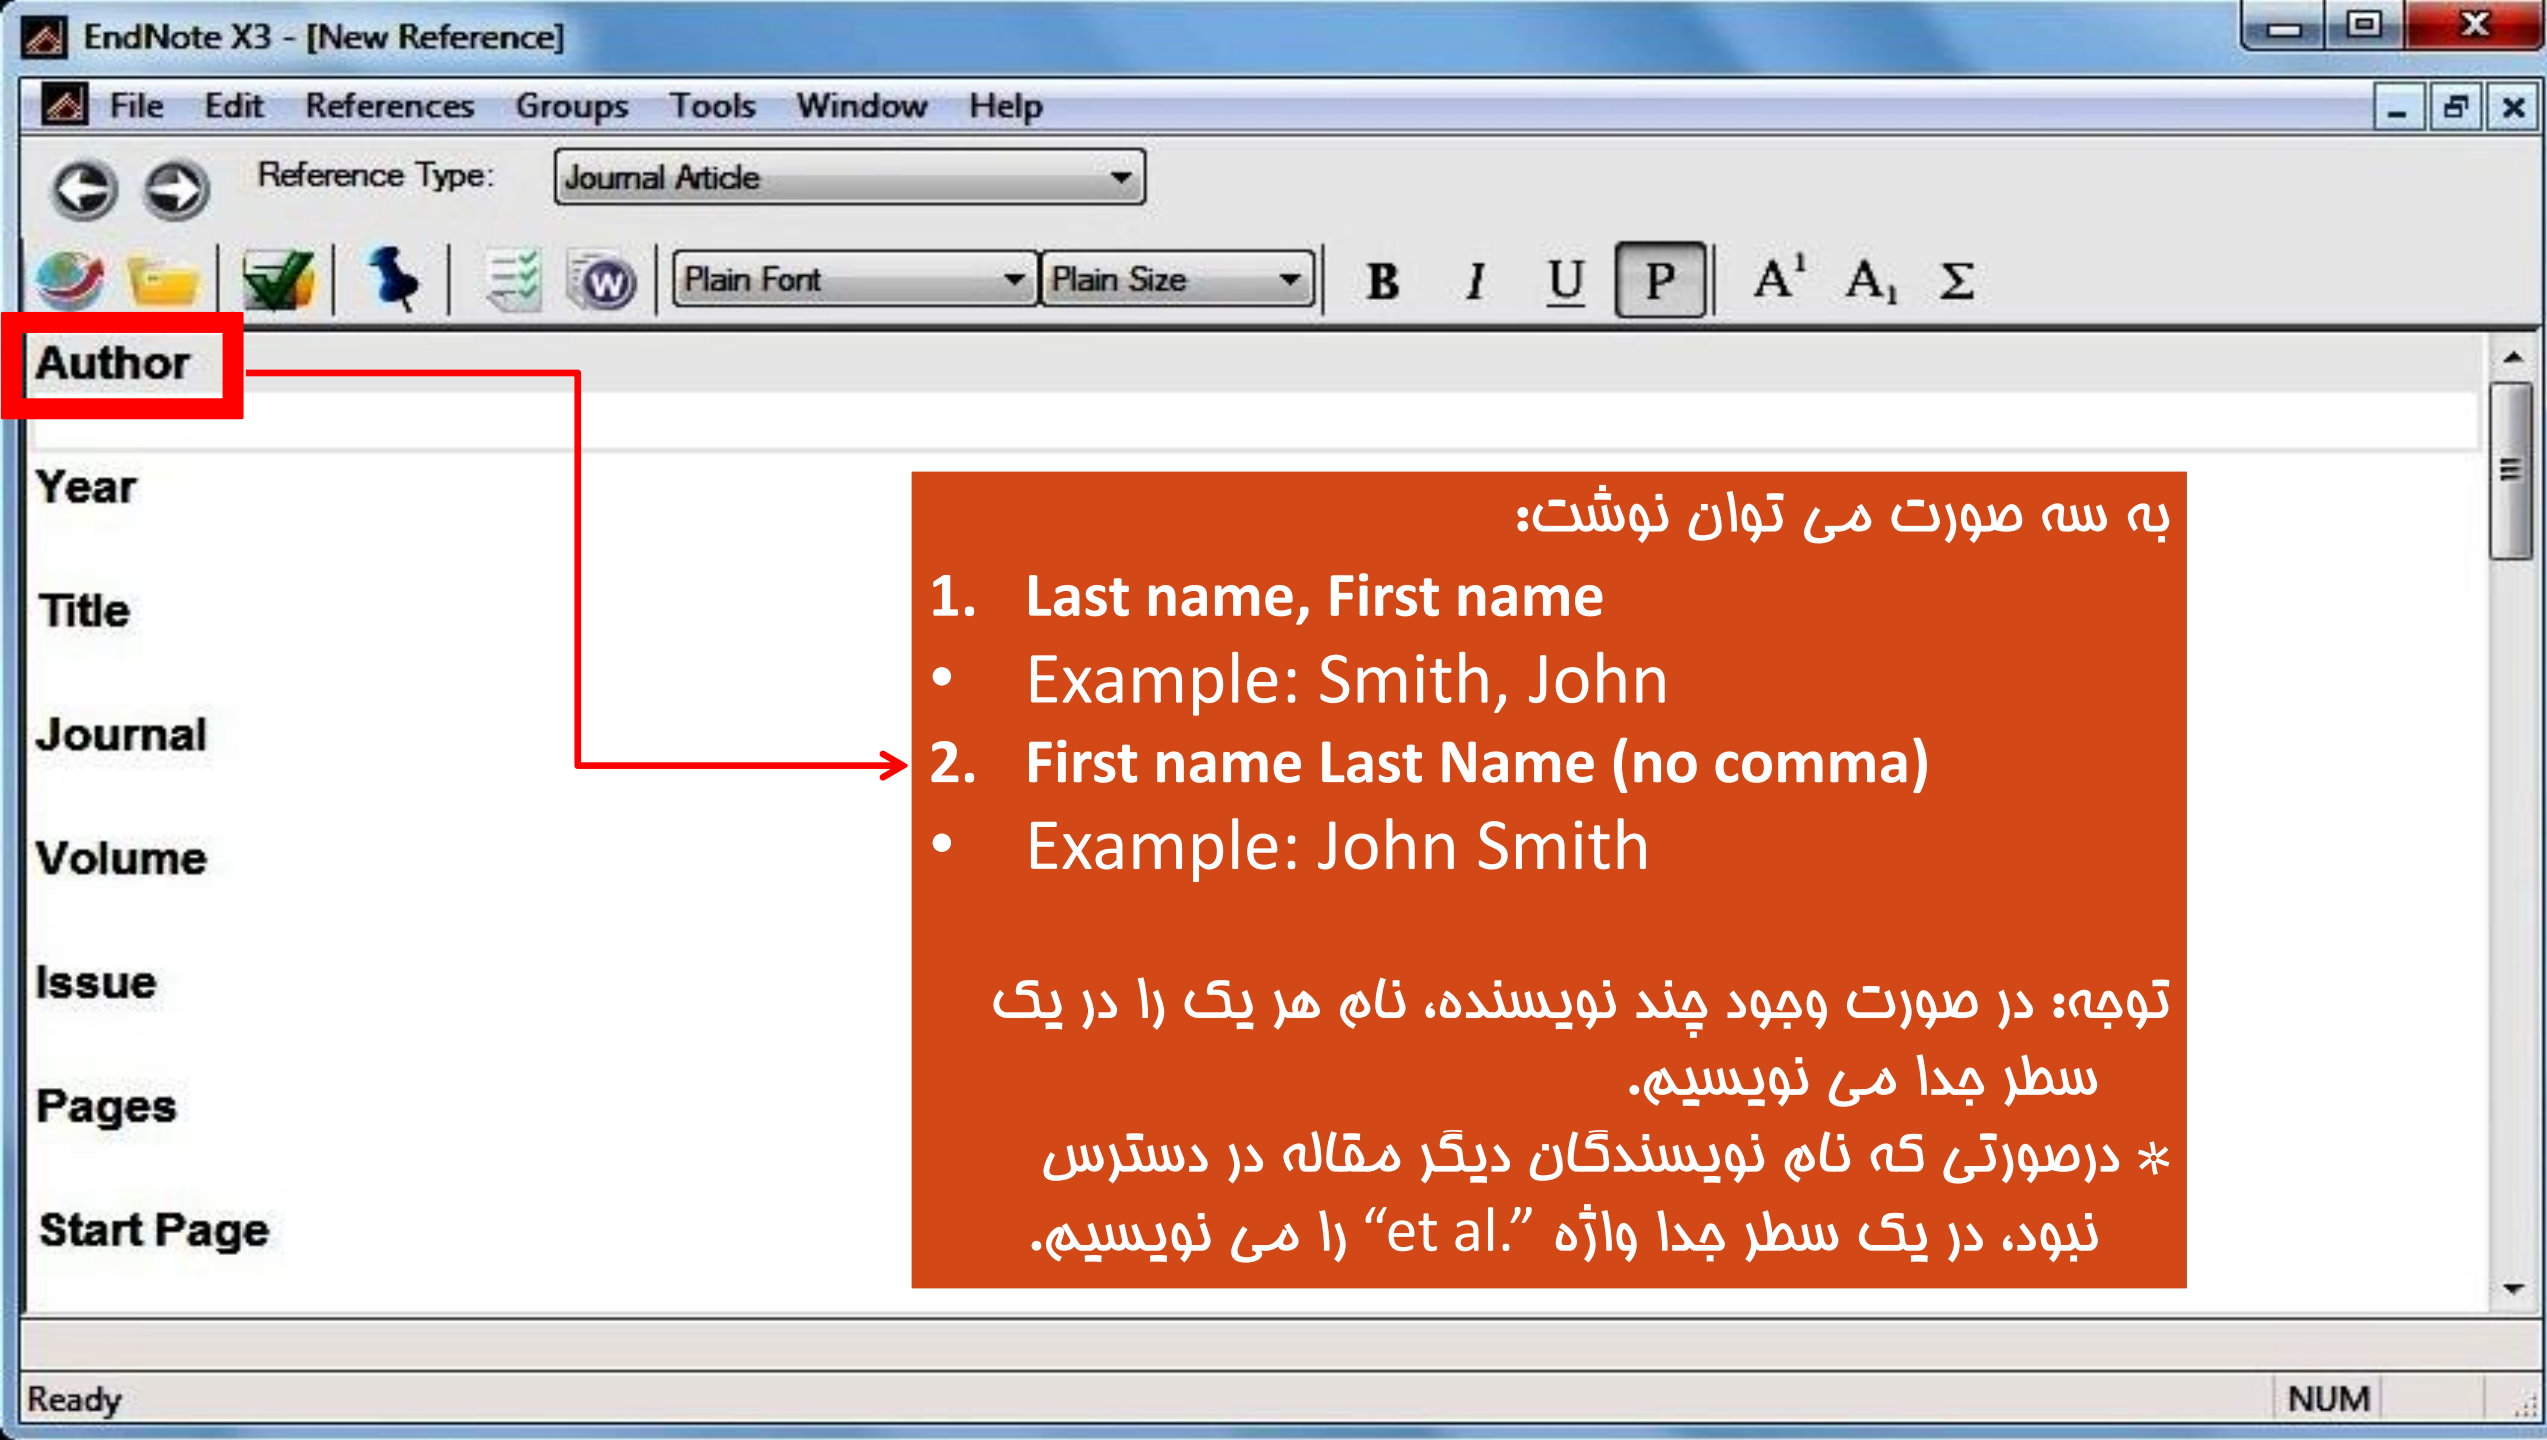 EndNote X3 - [New Reference]
File Edit References Groups Tools Window Help
Reference Type: Journal Article
Plain Font Plain Size B I U P A¹ A₁ Σ
Author
Year
Title
Journal
Volume
Issue
Pages
Start Page
به سه صورت می توان نوشت:
1. Last name, First name
• Example: Smith, John
2. First name Last Name (no comma)
• Example: John Smith
توجه: در صورت وجود چند نویسنده، نام هر یک را در یک
سطر جدا می نویسیم.
* درصورتی که نام نویسندگان دیگر مقاله در دسترس
نبود، در یک سطر جدا واژه “et al.” را می نویسیم.
Ready NUM